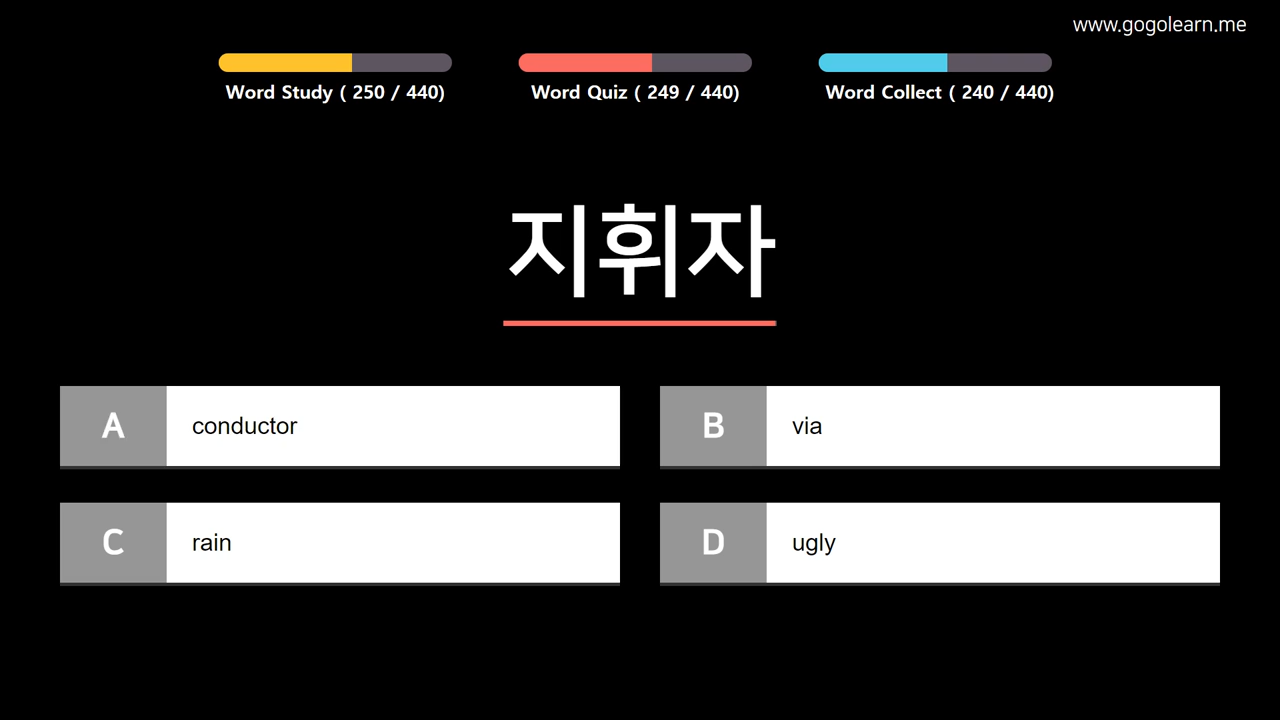 www.gogolearn.me
Word Study ( 250 / 440)
Word Quiz ( 249 / 440)
Word Collect ( 240 / 440)
지휘자
A conductor
B via
C rain
D ugly